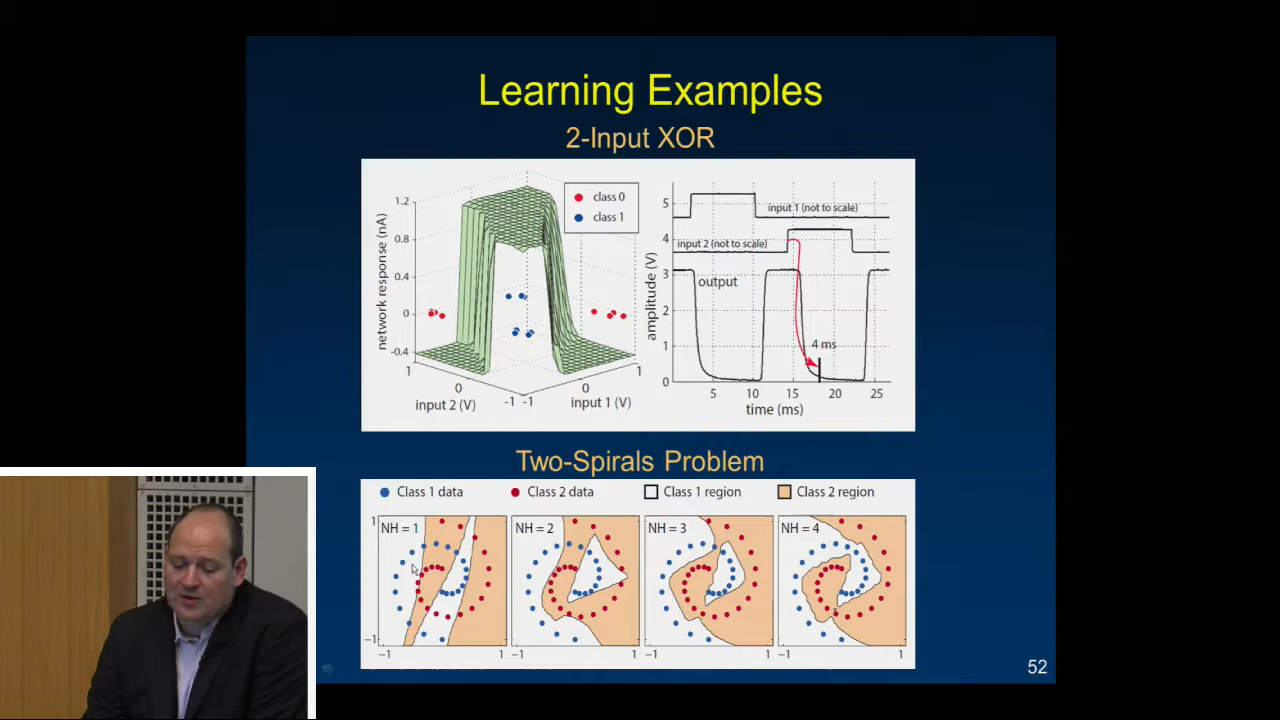 Learning Examples
2-Input XOR
network response (nA)
1.2
0.8
0.4
0
-0.4
1
0
-1
input 2 (V)
-1
0
1
input 1 (V)
class 0
class 1
amplitude (V)
5
4
3
2
1
0
input 1 (not to scale)
input 2 (not to scale)
output
4 ms
5
10
15
20
25
time (ms)
Two-Spirals Problem
Class 1 data
Class 2 data
Class 1 region
Class 2 region
1
NH = 1
NH = 2
NH = 3
NH = 4
−1
−1
1
−1
1
−1
1
−1
1
52